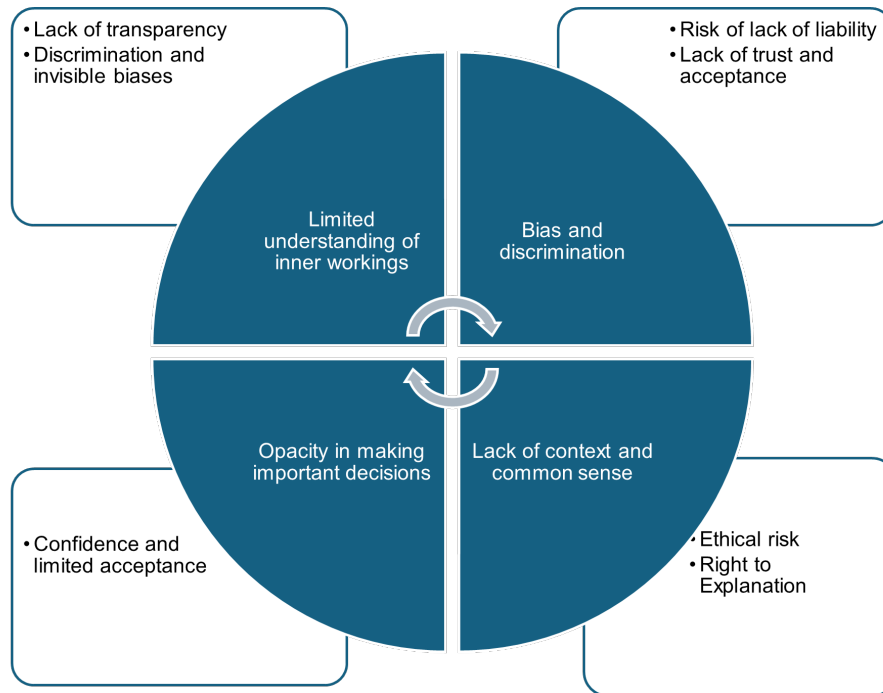 • Lack of transparency
• Discrimination and
invisible biases
• Risk of lack of liability
• Lack of trust and
acceptance
Limited
understanding of
inner workings
Bias and
discrimination
Opacity in making
important decisions
Lack of context and
common sense
• Confidence and
limited acceptance
• Ethical risk
• Right to
Explanation